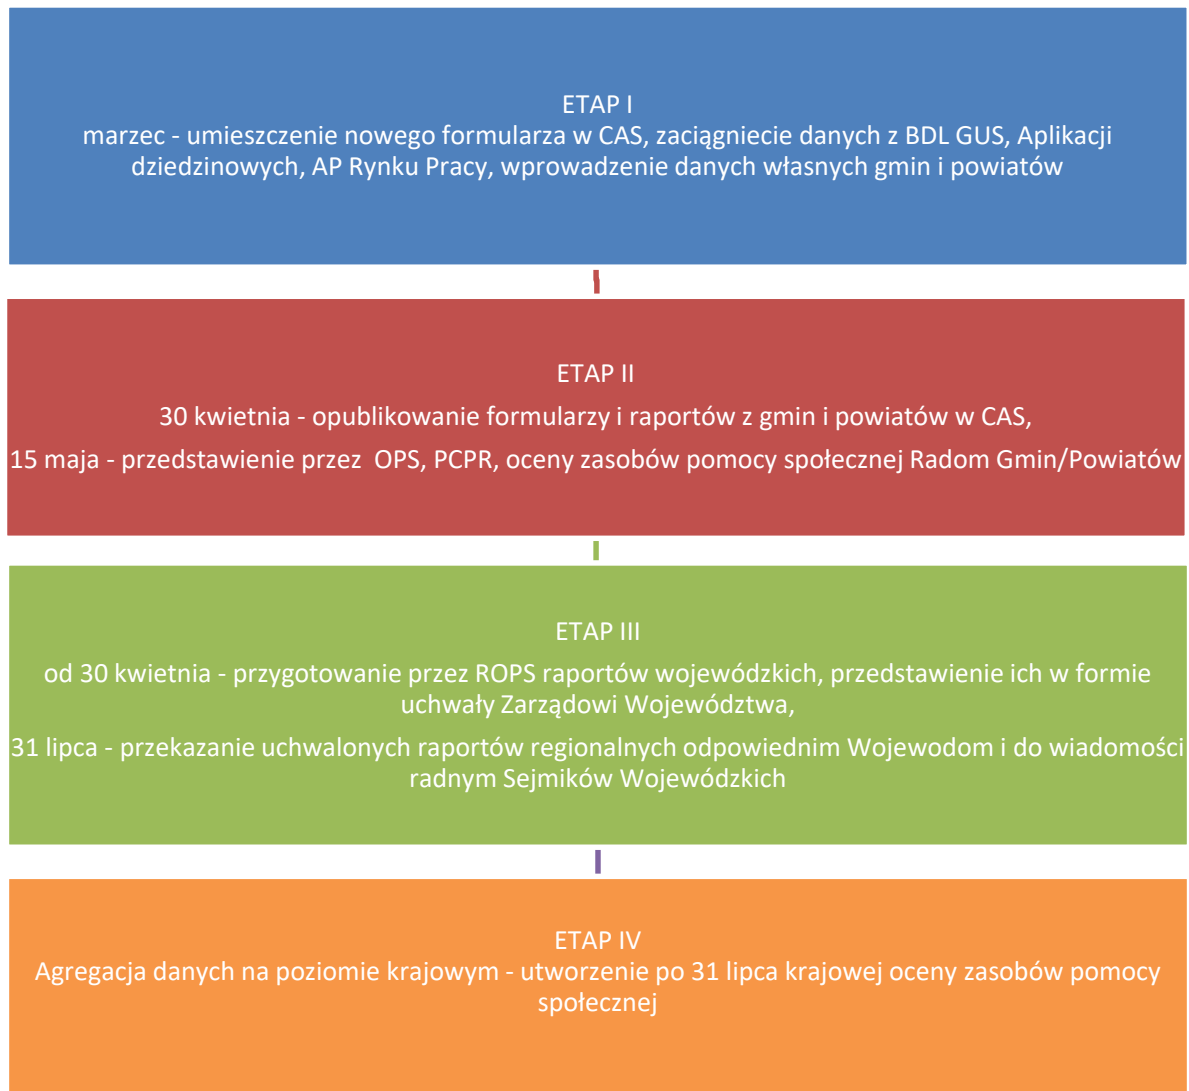 ETAP I
marzec - umieszczenie nowego formularza w CAS, zaciągniecie danych z BDL GUS, Aplikacji
dziedzinowych, AP Rynku Pracy, wprowadzenie danych własnych gmin i powiatów
ETAP II
30 kwietnia - opublikowanie formularzy i raportów z gmin i powiatów w CAS,
15 maja - przedstawienie przez OPS, PCPR, oceny zasobów pomocy społecznej Radom Gmin/Powiatów
ETAP III
od 30 kwietnia - przygotowanie przez ROPS raportów wojewódzkich, przedstawienie ich w formie
uchwały Zarządowi Województwa,
31 lipca - przekazanie uchwalonych raportów regionalnych odpowiednim Wojewodom i do wiadomości
radnym Sejmików Wojewódzkich
ETAP IV
Agregacja danych na poziomie krajowym - utworzenie po 31 lipca krajowej oceny zasobów pomocy
społecznej